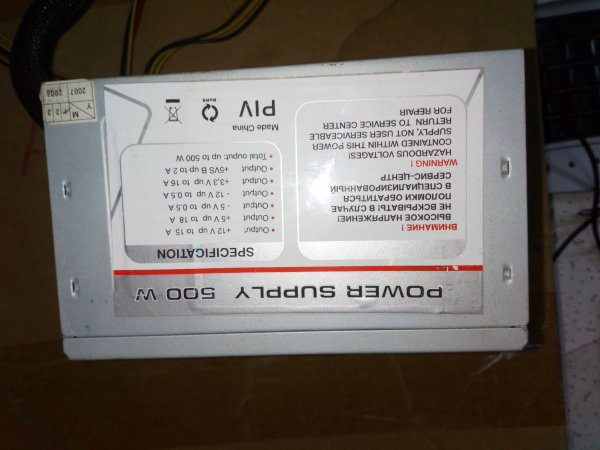 POWER SUPPLY 500 W
ВНИМАНИЕ !
ВЫСОКОЕ НАПРЯЖЕНИЕ!
НЕ ВСКРЫВАТЬ! В СЛУЧАЕ
ПОЛОМКИ ОБРАТИТЬСЯ
В СПЕЦИАЛИЗИРОВАННЫЙ
СЕРВИС-ЦЕНТР
WARNING !
HAZARDOUS VOLTAGES!
CONTAINED WITHIN THIS POWER
SUPPLY, NOT USER SERVICEABLE
RETURN TO SERVICE CENTER
FOR REPAIR
SPECIFICATION
• Output +12 V up to 15 A
• Output +5V up to 18 A
• Output - 5 V up to 0.5 A
• Output - 12 V up to 0.5 A
• Output +3,3 V up to 16 A
• Output +5VS B up to 2 A
• Total ouput: up to 500 W
Made China
PIV
RoHS
M
Y
2007
2008